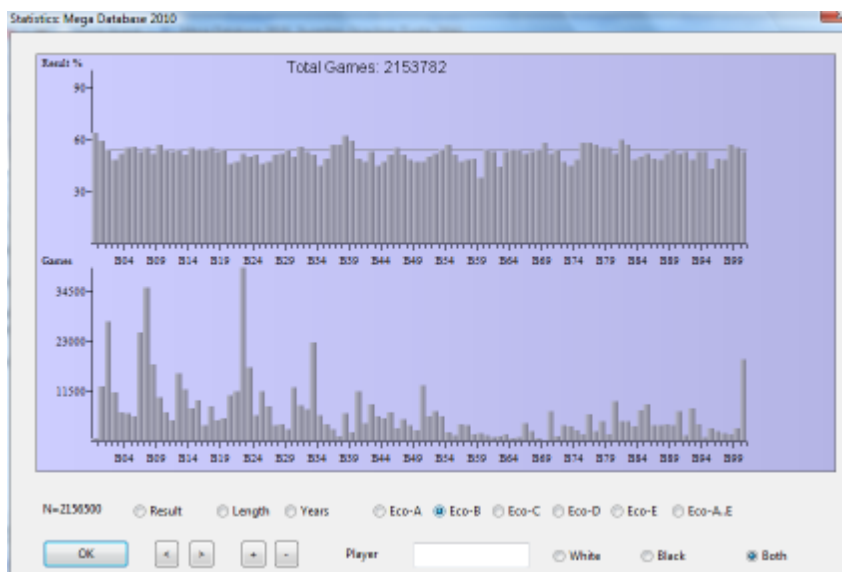 Statistics: Mega Database 2010
Result %
Total Games: 2153782
90
60
30
B04 B09 B14 B19 B24 B29 B34 B39 B44 B49 B54 B59 B64 B69 B74 B79 B84 B89 B94 B99
Games
34500
23000
11500
B04 B09 B14 B19 B24 B29 B34 B39 B44 B49 B54 B59 B64 B69 B74 B79 B84 B89 B94 B99
N=2156500 Result Length Years Eco-A Eco-B Eco-C Eco-D Eco-E Eco-A..E
OK < > + - Player White Black Both